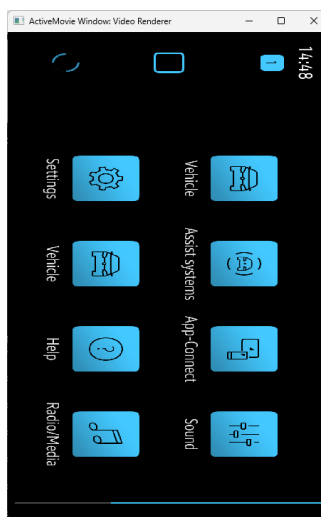 ActiveMovie Window: Video Renderer
14:48
1
Vehicle
Assist systems
App-Connect
Sound
Settings
Vehicle
Help
Radio/Media